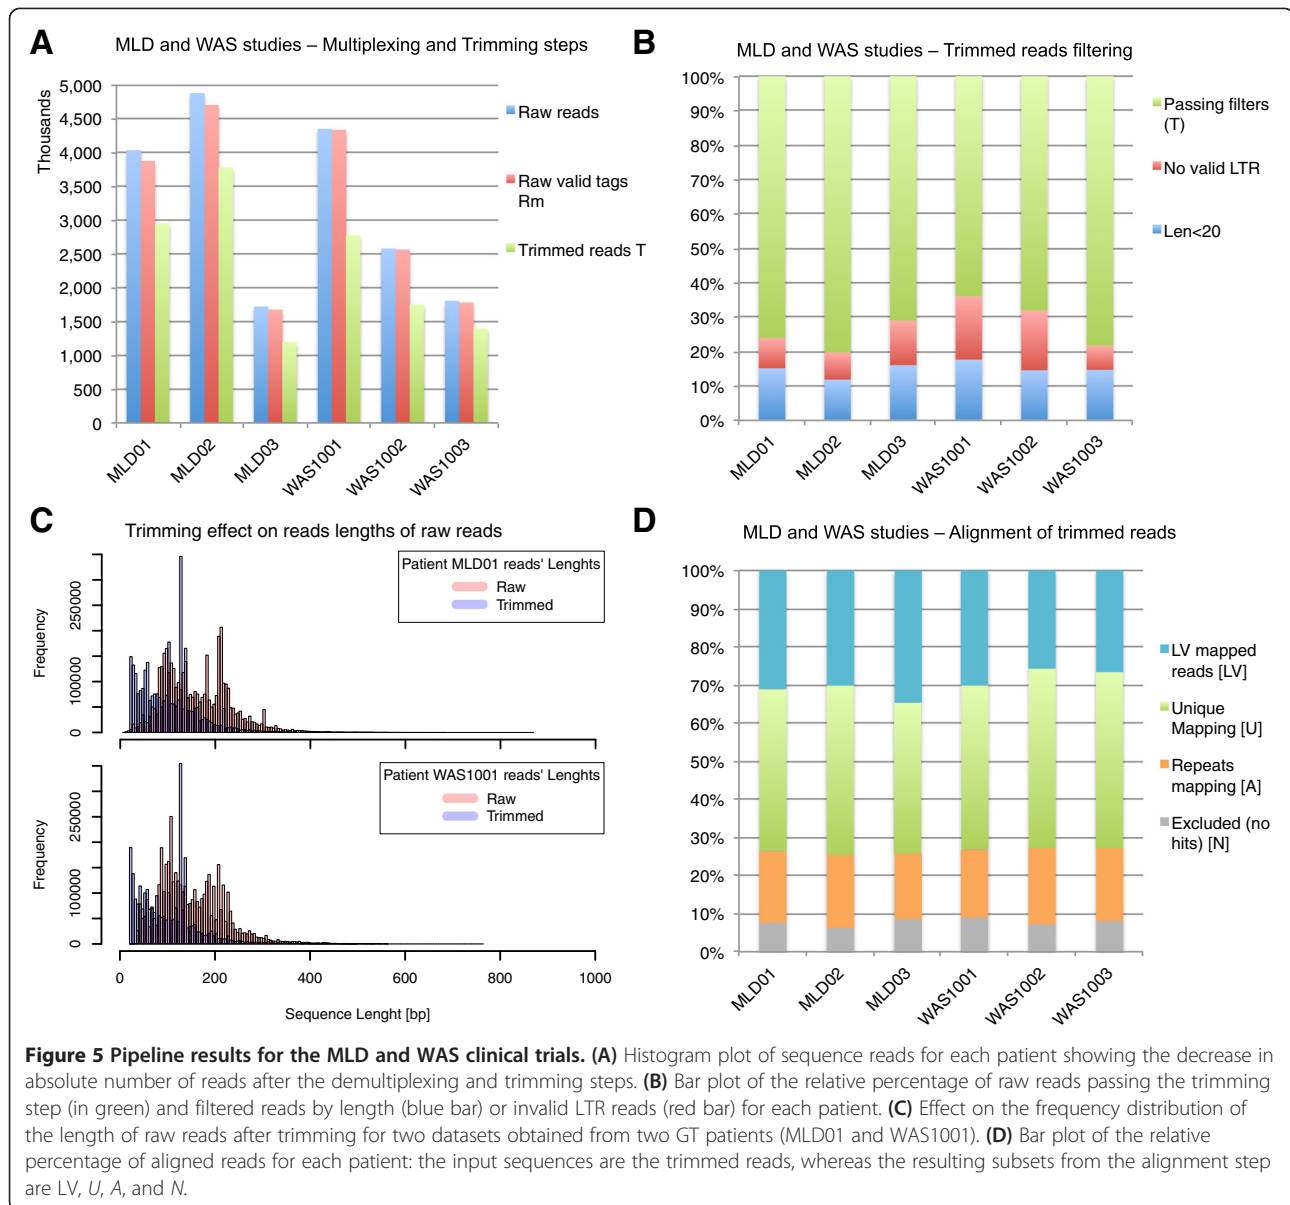 A
MLD and WAS studies – Multiplexing and Trimming steps
Thousands
5,000
4,500
4,000
3,500
3,000
2,500
2,000
1,500
1,000
500
0
MLD01
MLD02
MLD03
WAS1001
WAS1002
WAS1003
Raw reads
Raw valid tags
Rm
Trimmed reads T
B
MLD and WAS studies – Trimmed reads filtering
100%
90%
80%
70%
60%
50%
40%
30%
20%
10%
0%
MLD01
MLD02
MLD03
WAS1001
WAS1002
WAS1003
Passing filters
(T)
No valid LTR
Len<20
C
Trimming effect on reads lengths of raw reads
Patient MLD01 reads' Lenghts
Raw
Trimmed
Frequency
250000
100000
0
Patient WAS1001 reads' Lenghts
Raw
Trimmed
Frequency
250000
100000
0
0
200
400
600
800
1000
Sequence Lenght [bp]
D
MLD and WAS studies – Alignment of trimmed reads
100%
90%
80%
70%
60%
50%
40%
30%
20%
10%
0%
MLD01
MLD02
MLD03
WAS1001
WAS1002
WAS1003
LV mapped
reads [LV]
Unique
Mapping [U]
Repeats
mapping [A]
Excluded (no
hits) [N]
Figure 5 Pipeline results for the MLD and WAS clinical trials. (A) Histogram plot of sequence reads for each patient showing the decrease in
absolute number of reads after the demultiplexing and trimming steps. (B) Bar plot of the relative percentage of raw reads passing the trimming
step (in green) and filtered reads by length (blue bar) or invalid LTR reads (red bar) for each patient. (C) Effect on the frequency distribution of
the length of raw reads after trimming for two datasets obtained from two GT patients (MLD01 and WAS1001). (D) Bar plot of the relative
percentage of aligned reads for each patient: the input sequences are the trimmed reads, whereas the resulting subsets from the alignment step
are LV, U, A, and N.